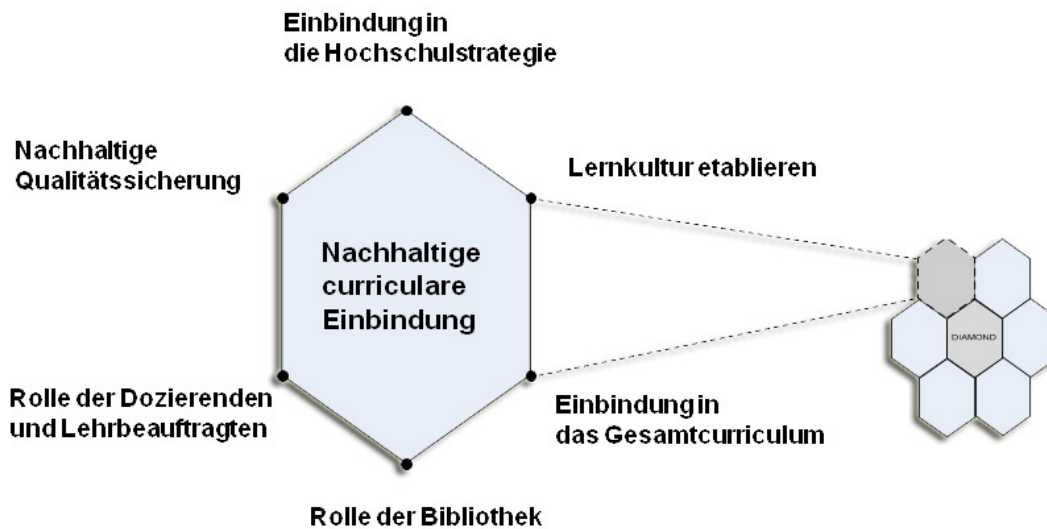 Einbindung in
die Hochschulstrategie
Nachhaltige
Qualitätssicherung
Lernkultur etablieren
Nachhaltige
curriculare
Einbindung
DIAMOND
Rolle der Dozierenden
und Lehrbeauftragten
Einbindung in
das Gesamtcurriculum
Rolle der Bibliothek